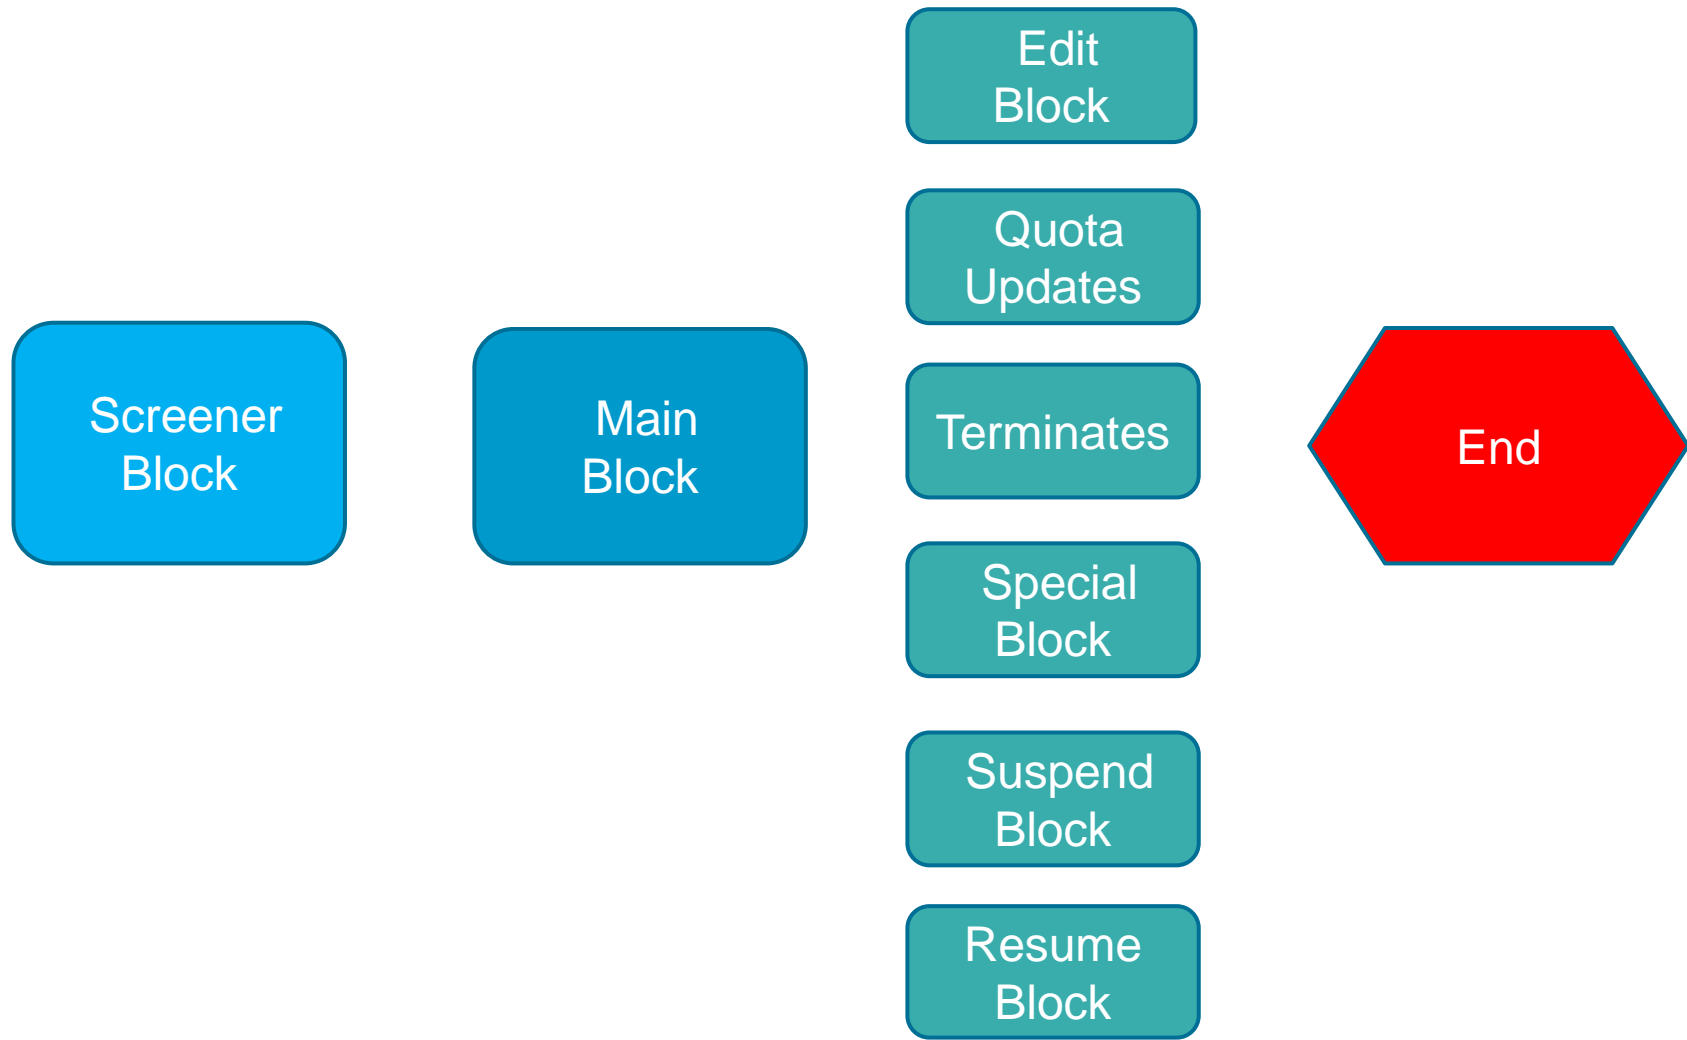 Screener
Block
Main
Block
Edit
Block
Quota
Updates
Terminates
Special
Block
Suspend
Block
Resume
Block
End